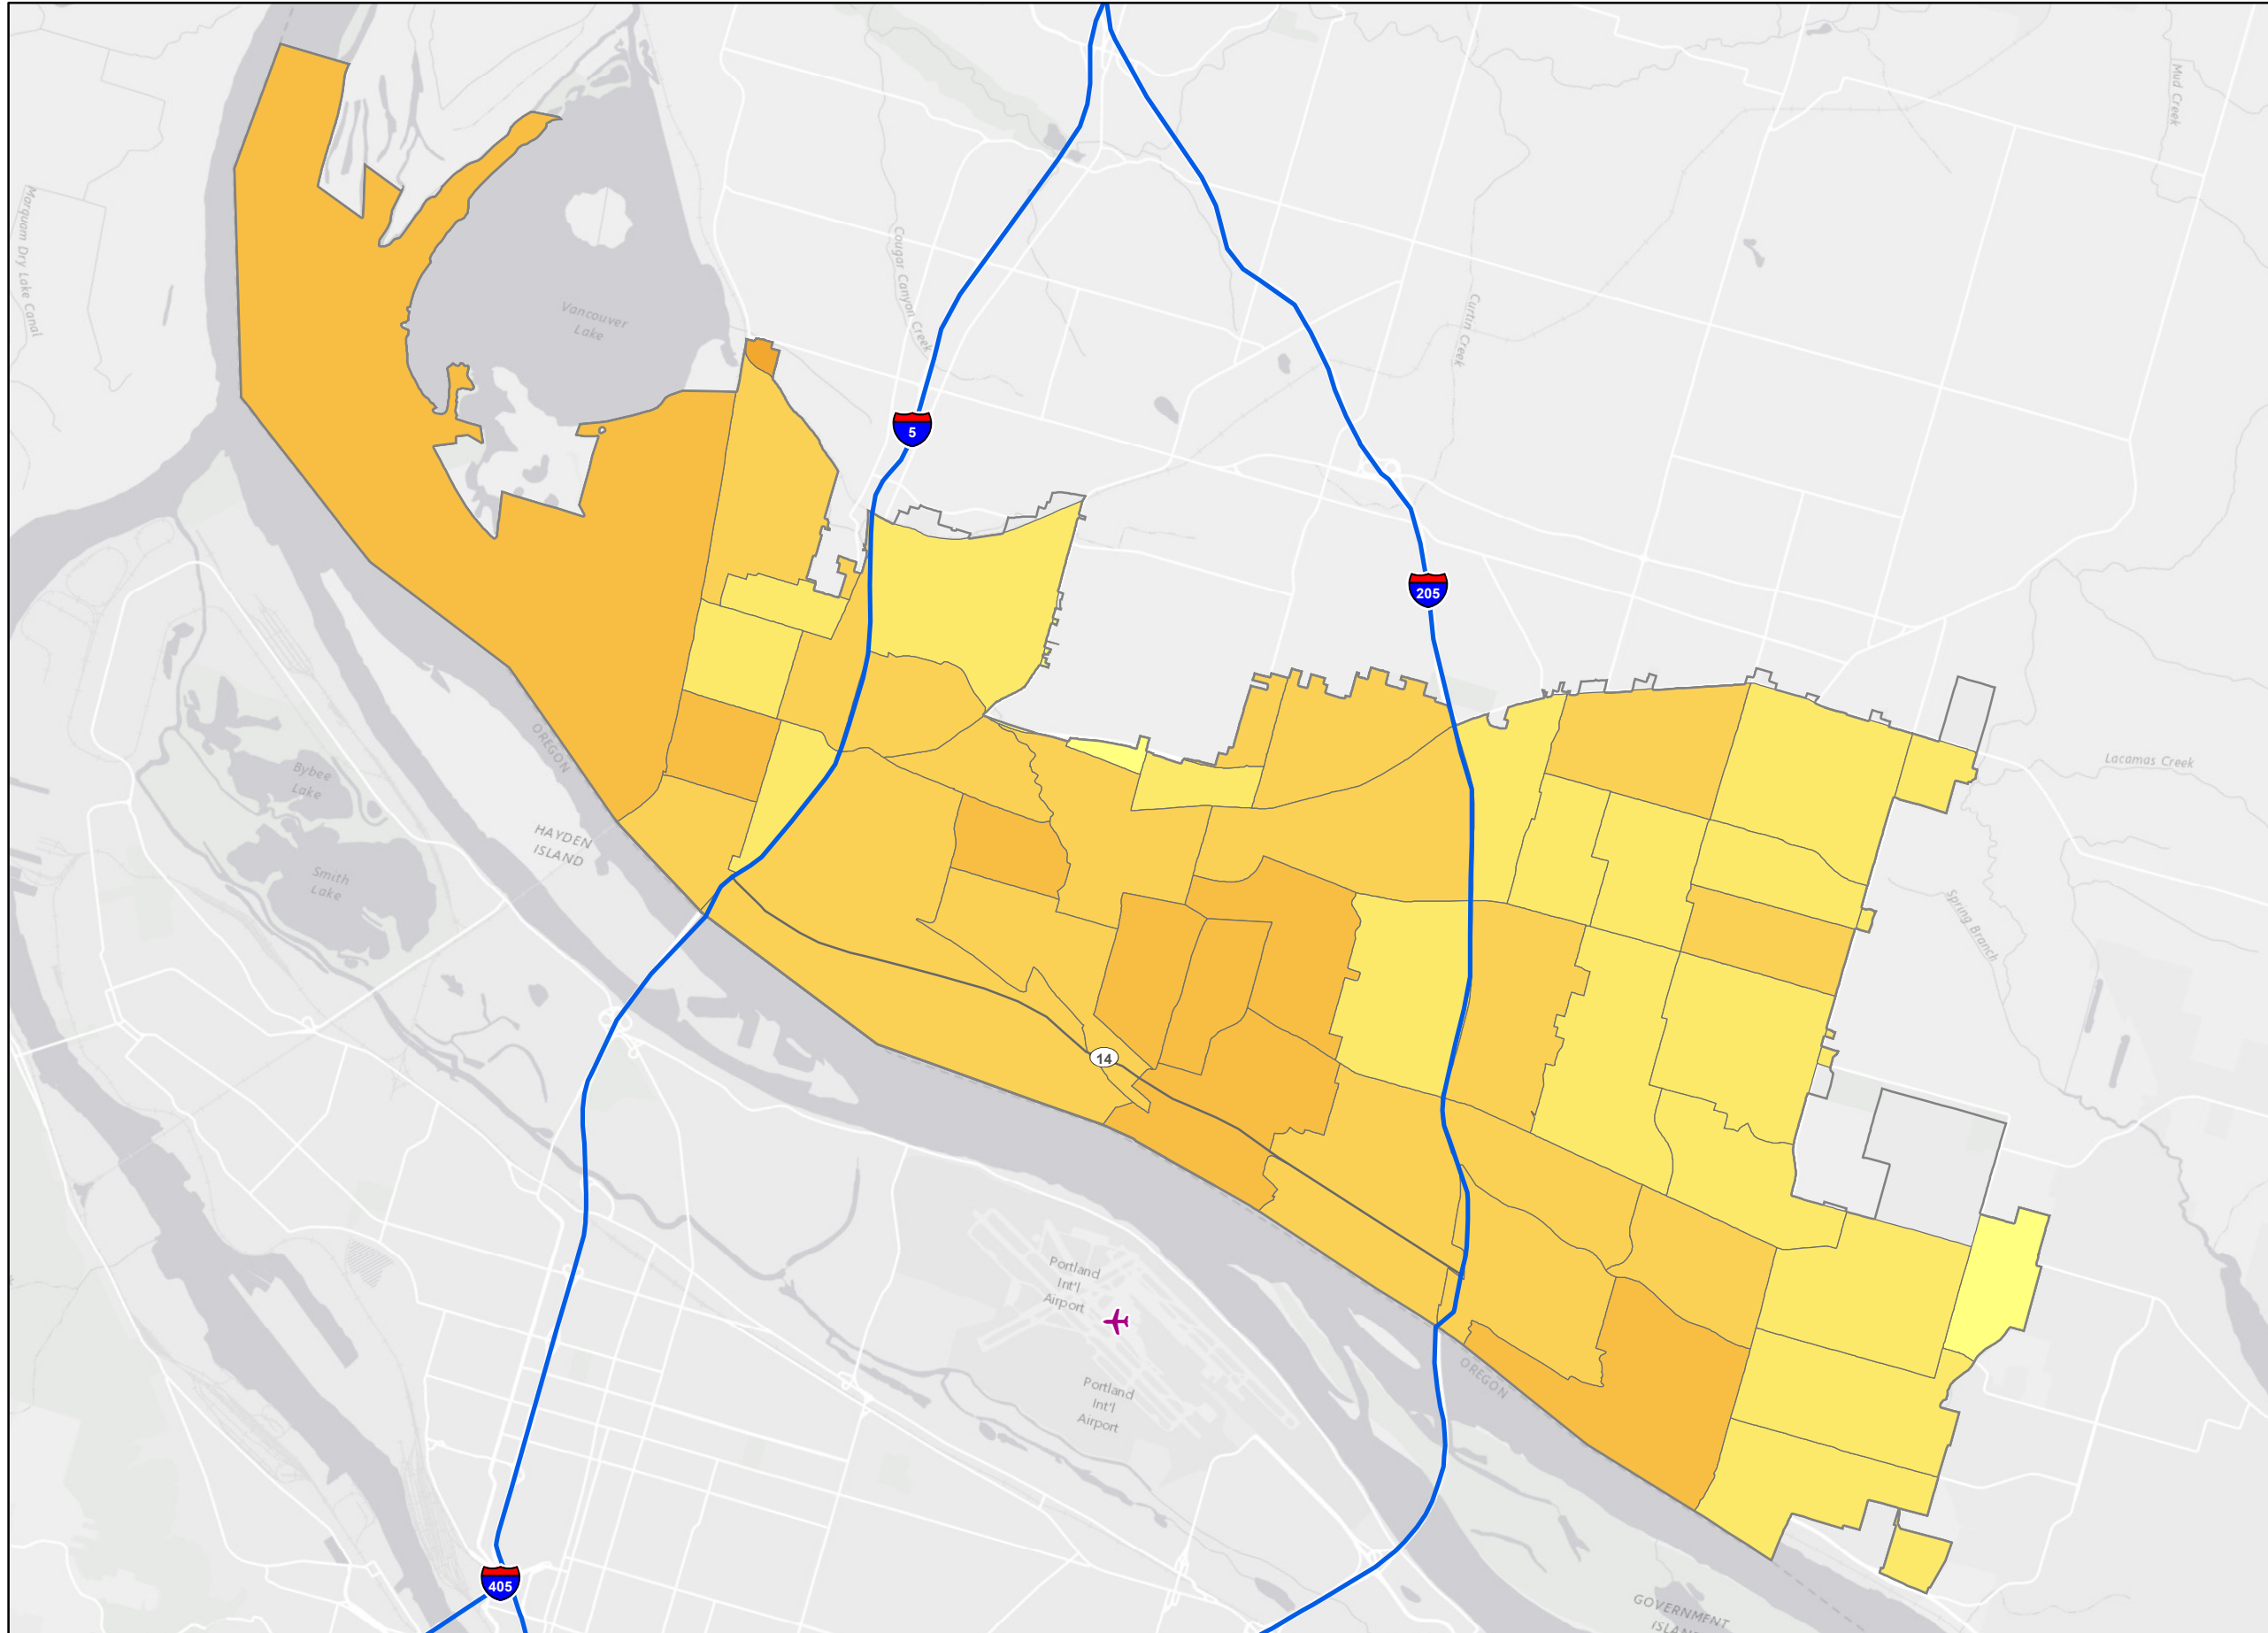 Mud Creek
Marquam Dry Lake Canal
Cougar Canyon Creek
Vancouver
Lake
Curtin Creek
5
205
OREGON
Bybee
Lake
Lacamas Creek
HAYDEN
ISLAND
Smith
Lake
Spring Branch
14
Portland
Int'l
Airport
OREGON
Portland
Int'l
Airport
405
GOVERNMENT
ISLAND